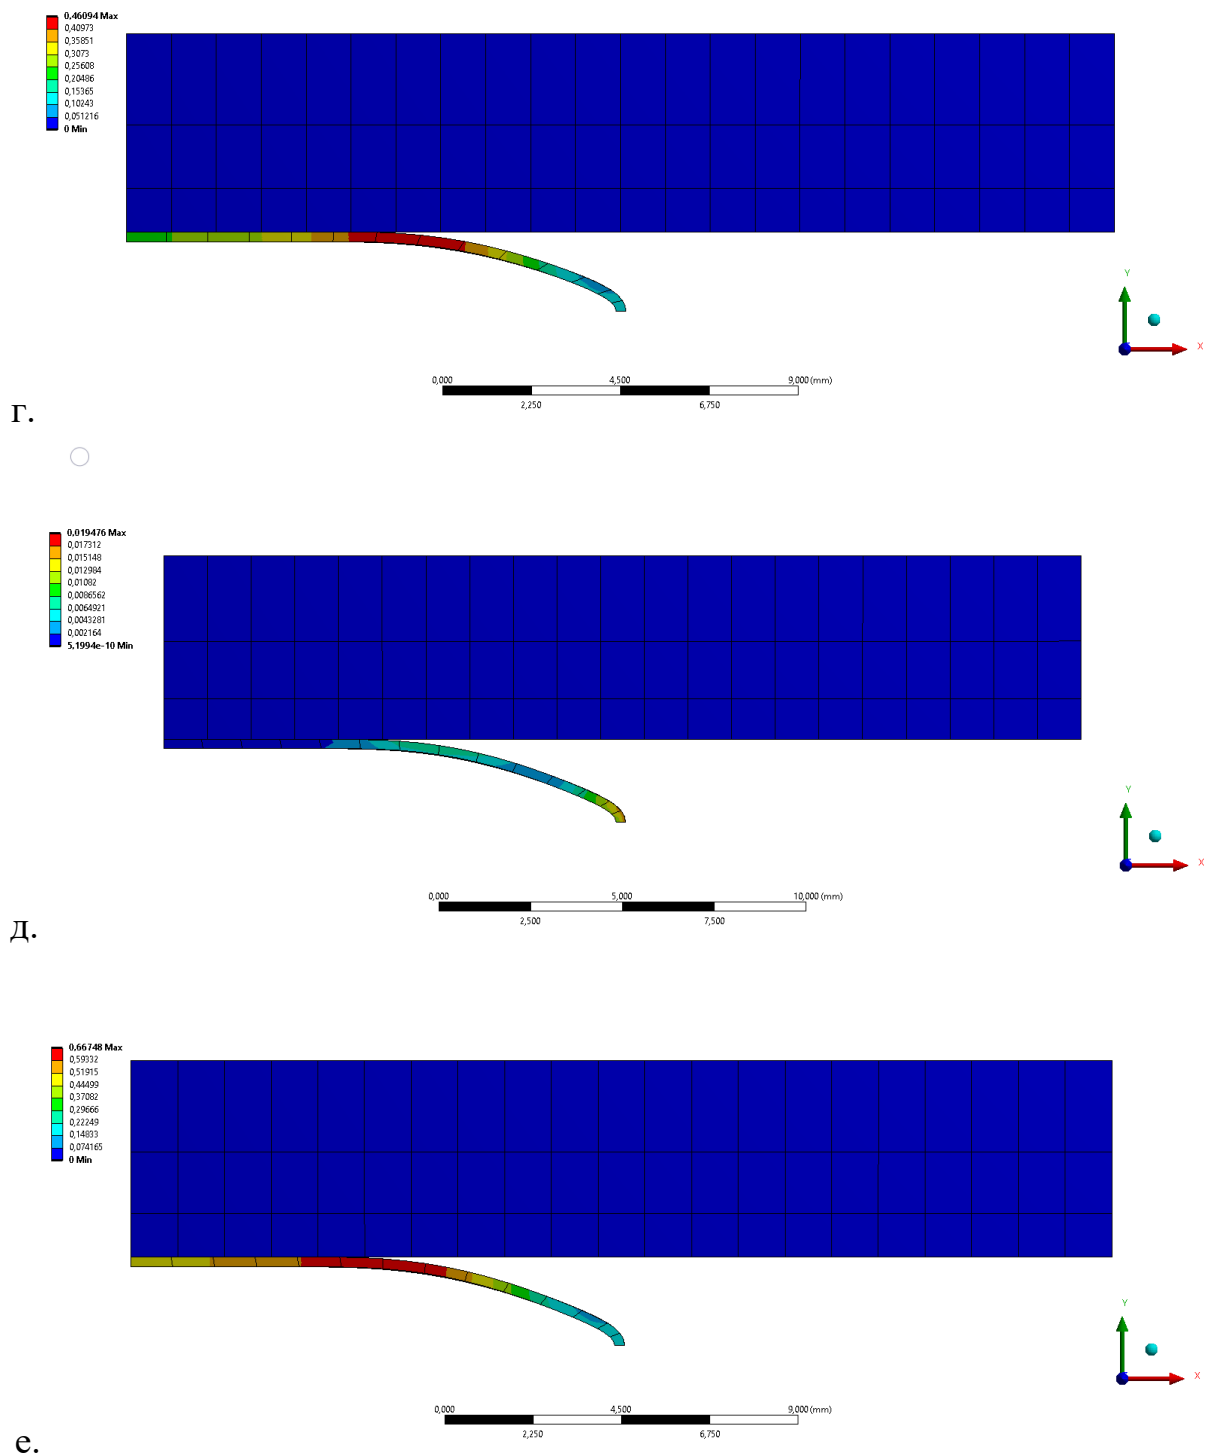 0,46094 Max
0,40973
0,35851
0,3073
0,25608
0,20486
0,15365
0,10243
0,051216
0 Min
Y
X
0,000 4,500 9,000 (mm)
2,250 6,750
г.
0,019476 Max
0,017312
0,015148
0,012984
0,01082
0,0086562
0,0064921
0,0043281
0,002164
5,1994e-10 Min
Y
X
0,000 5,000 10,000 (mm)
2,500 7,500
д.
0,66748 Max
0,59332
0,51915
0,44499
0,37082
0,29666
0,22249
0,14833
0,074165
0 Min
Y
X
0,000 4,500 9,000 (mm)
2,250 6,750
е.